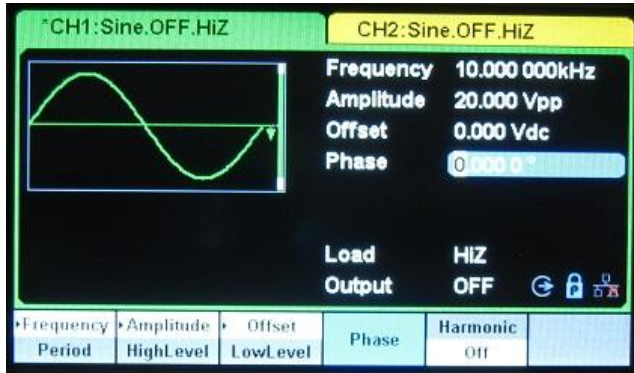 *CH1:Sine.OFF.HiZ CH2:Sine.OFF.HiZ
Frequency 10.000 000kHz
Amplitude 20.000 Vpp
Offset 0.000 Vdc
Phase 0.000 0°
Load HiZ
Output OFF
P
Frequency Amplitude Offset Phase Harmonic
Period HighLevel LowLevel Off